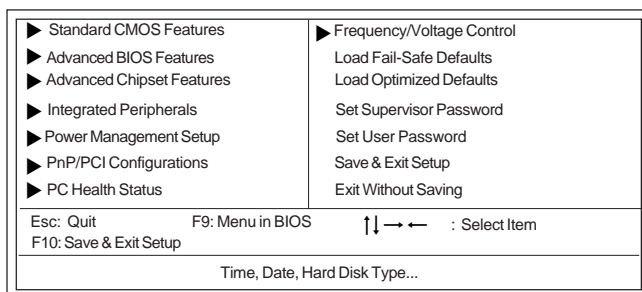 Standard CMOS Features
Advanced BIOS Features
Advanced Chipset Features
Integrated Peripherals
Power Management Setup
PnP/PCI Configurations
PC Health Status
Frequency/Voltage Control
Load Fail-Safe Defaults
Load Optimized Defaults
Set Supervisor Password
Set User Password
Save & Exit Setup
Exit Without Saving
Esc: Quit F9: Menu in BIOS ↑↓→← : Select Item
F10: Save & Exit Setup
Time, Date, Hard Disk Type...